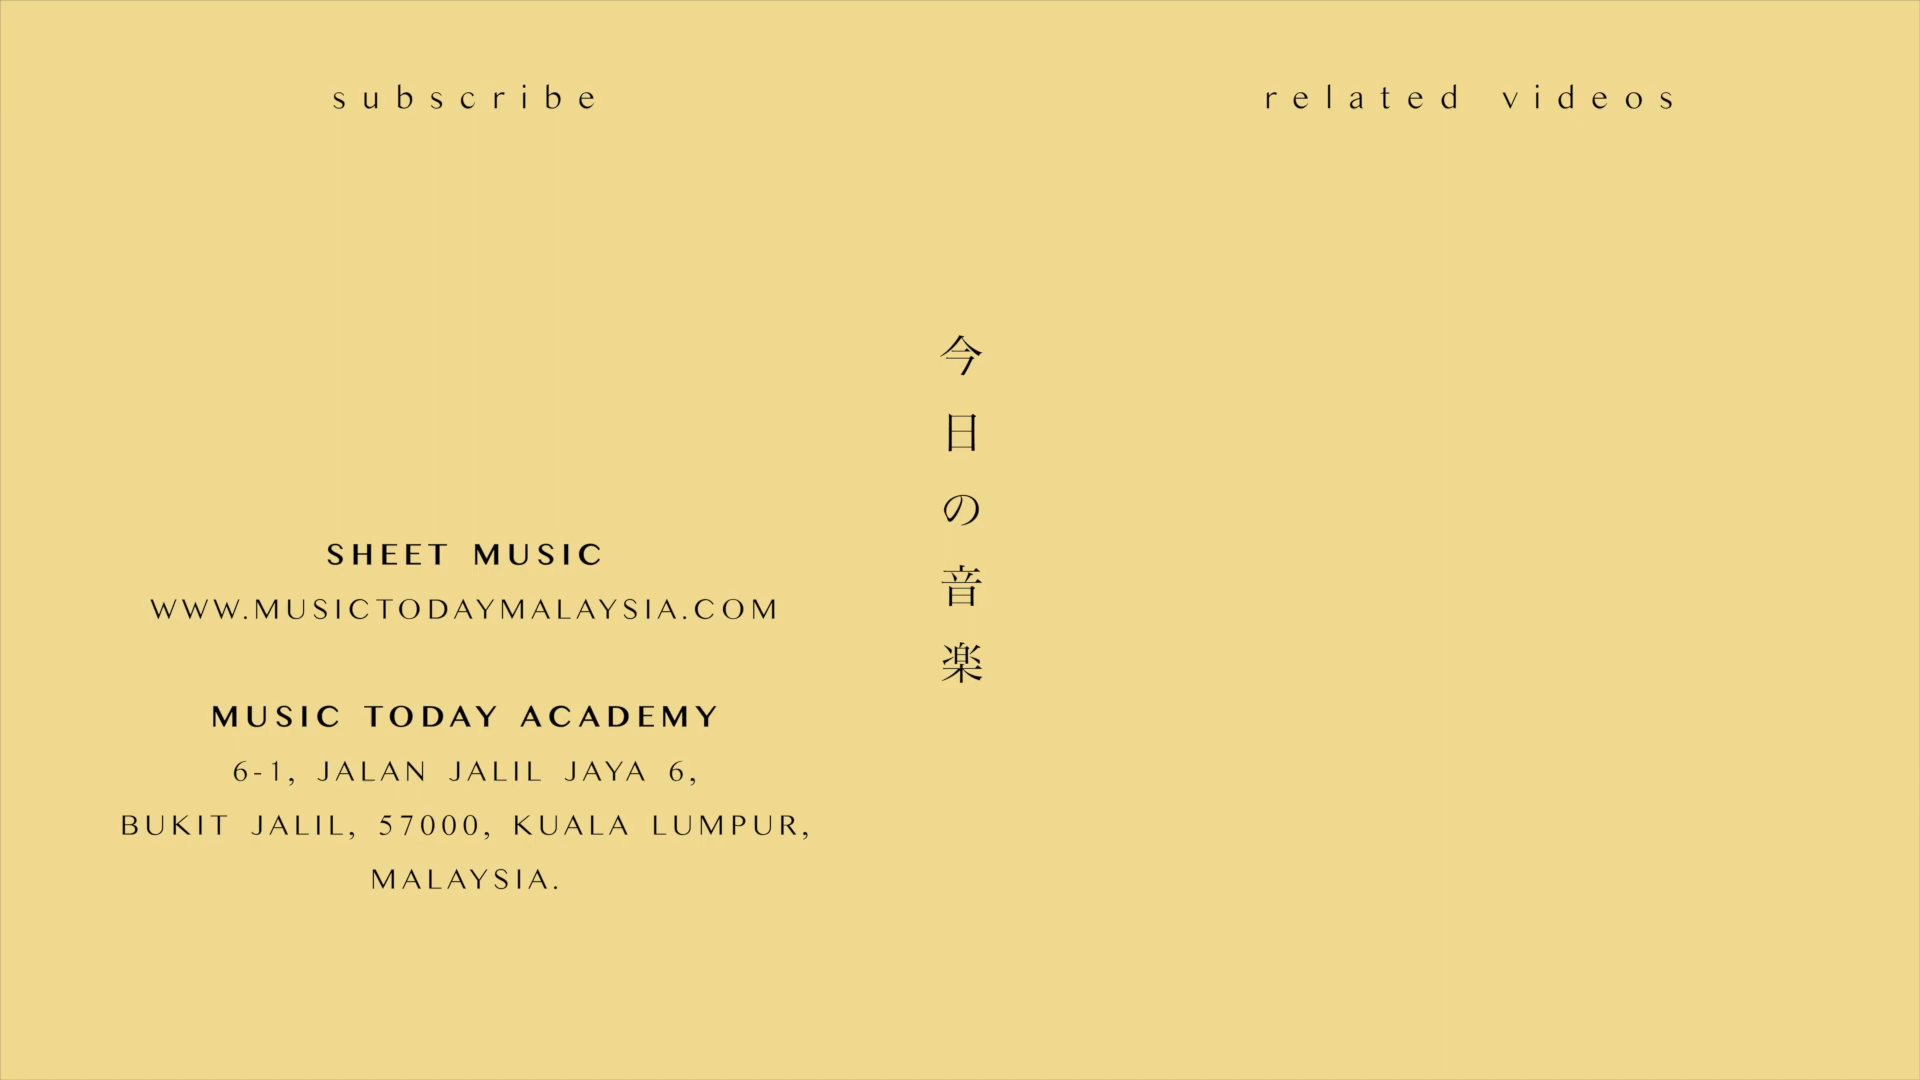 subscribe
related videos
今日の音楽
SHEET MUSIC
WWW.MUSICTODAYMALAYSIA.COM
MUSIC TODAY ACADEMY
6-1, JALAN JALIL JAYA 6,
BUKIT JALIL, 57000, KUALA LUMPUR,
MALAYSIA.